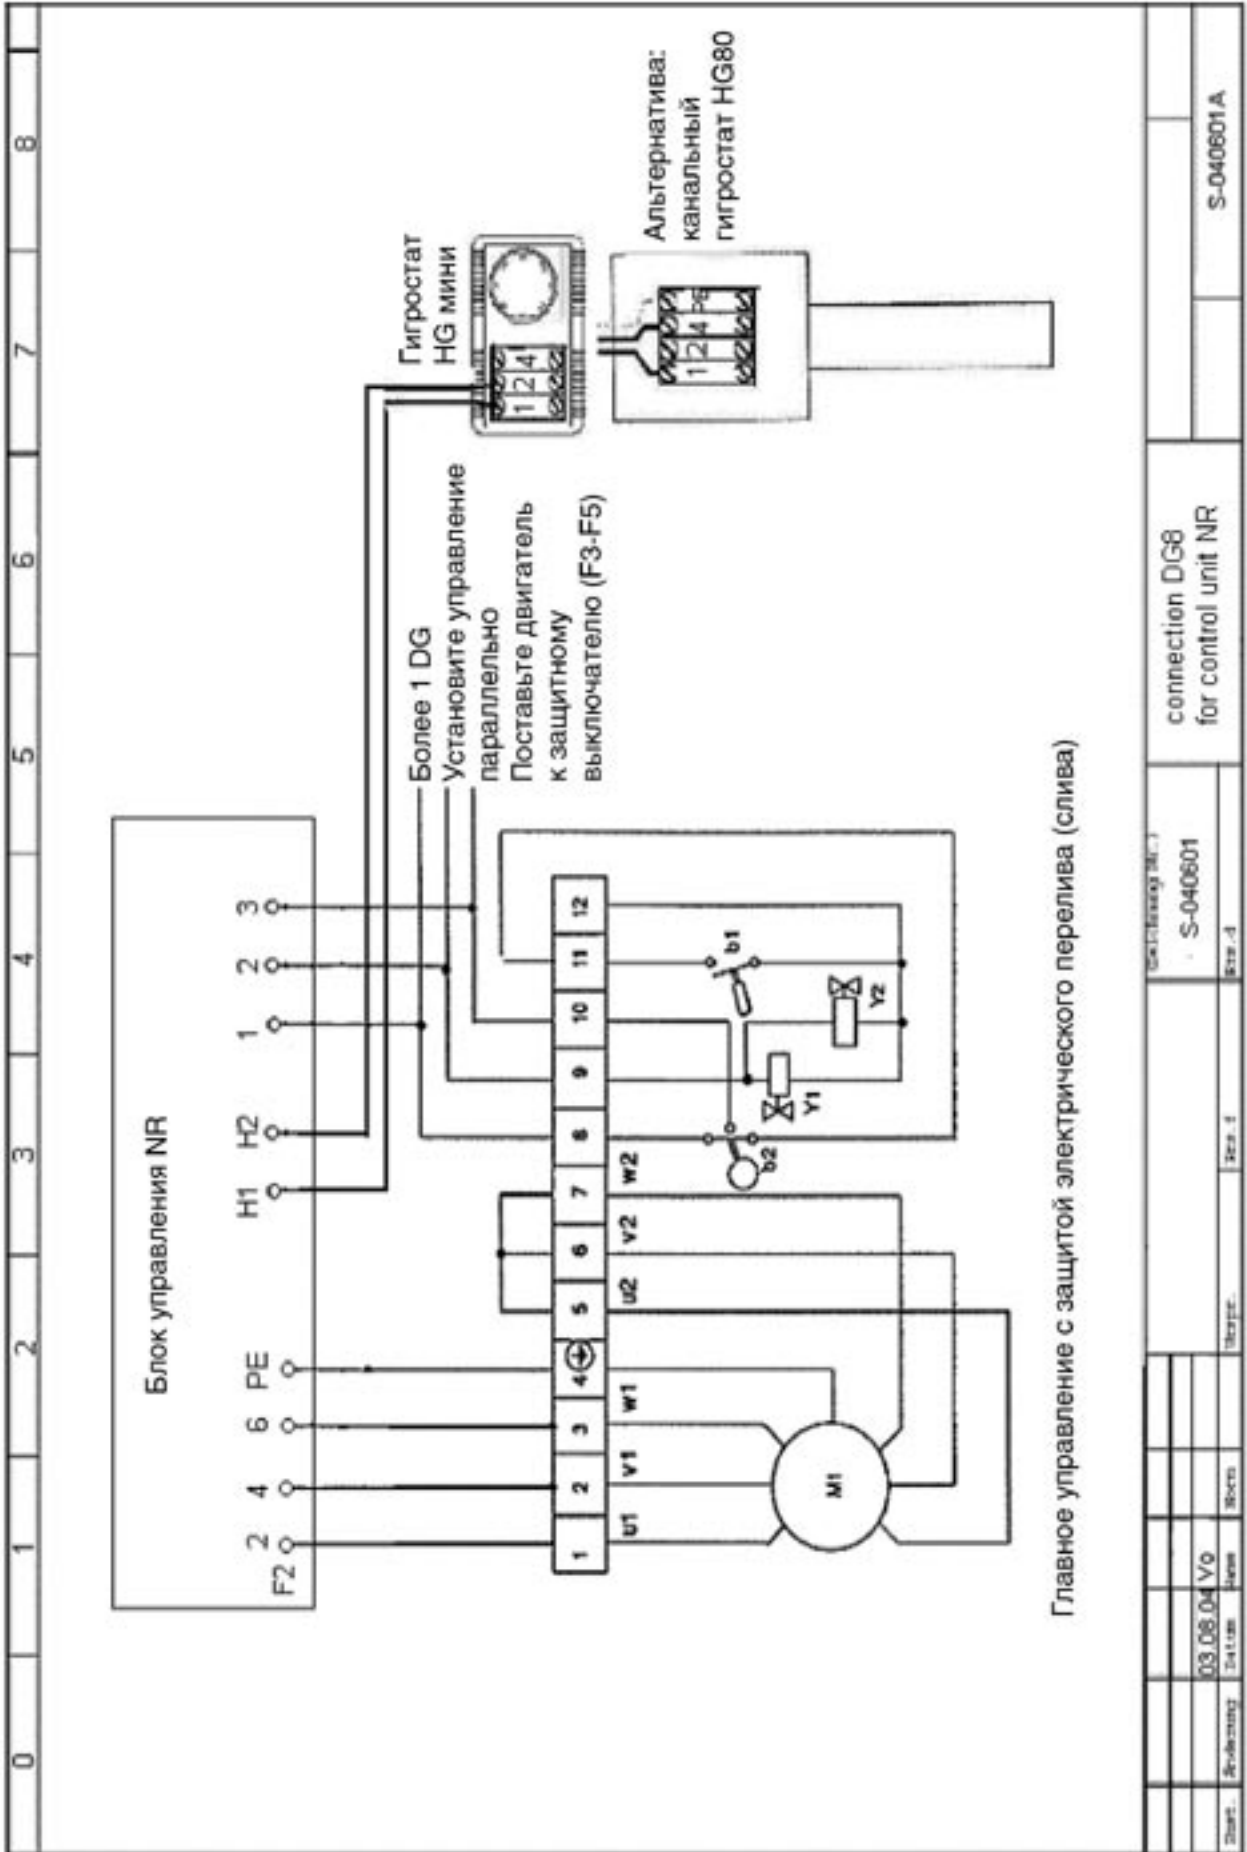 0 1 2 3 4 5 6 7 8
Блок управления NR
F2
2 4 6 PE H1 H2 1 2 3
Более 1 DG
Установите управление
параллельно
Поставьте двигатель
к защитному
выключателю (F3-F5)
Гигростат
HG мини
1 2 4
Альтернатива:
канальный
гигростат HG80
1 2 4 PE
1 2 3 4 5 6 7 8 9 10 11 12
U1 V1 W1 U2 V2 W2
M1
b2
Y1
b1
Y2
Главное управление с защитой электрического перелива (слива)
03.08.04 Vo
Datum Name
S-040601
connection DG8
for control unit NR
S-040601A